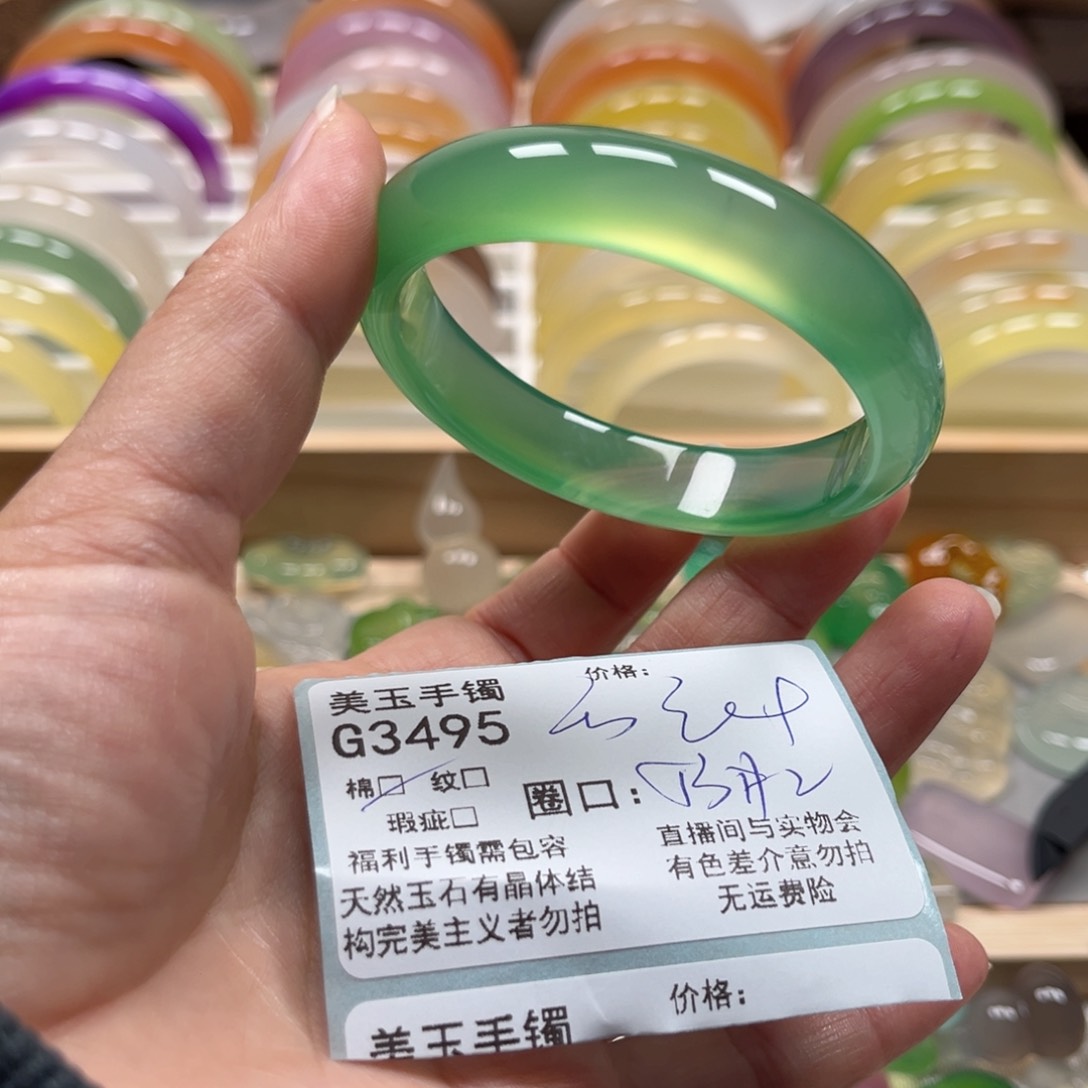 美玉手镯
价格:
G3495
棉□ 纹□
圈口:
瑕疵□
福利手镯需包容
天然玉石有晶体结
构完美主义者勿拍
直播间与实物会
有色差介意勿拍
无运费险
美玉手镯
价格: